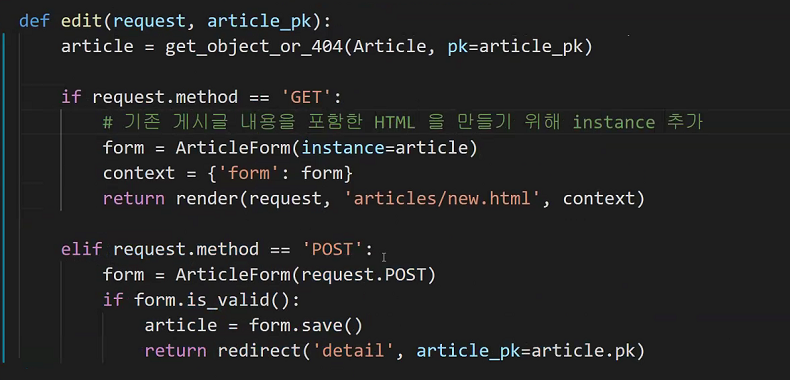 def edit(request, article_pk):
article = get_object_or_404(Article, pk=article_pk)
if request.method == 'GET':
# 기존 게시글 내용을 포함한 HTML 을 만들기 위해 instance 추가
form = ArticleForm(instance=article)
context = {'form': form}
return render(request, 'articles/new.html', context)
elif request.method == 'POST':
form = ArticleForm(request.POST)
if form.is_valid():
article = form.save()
return redirect('detail', article_pk=article.pk)